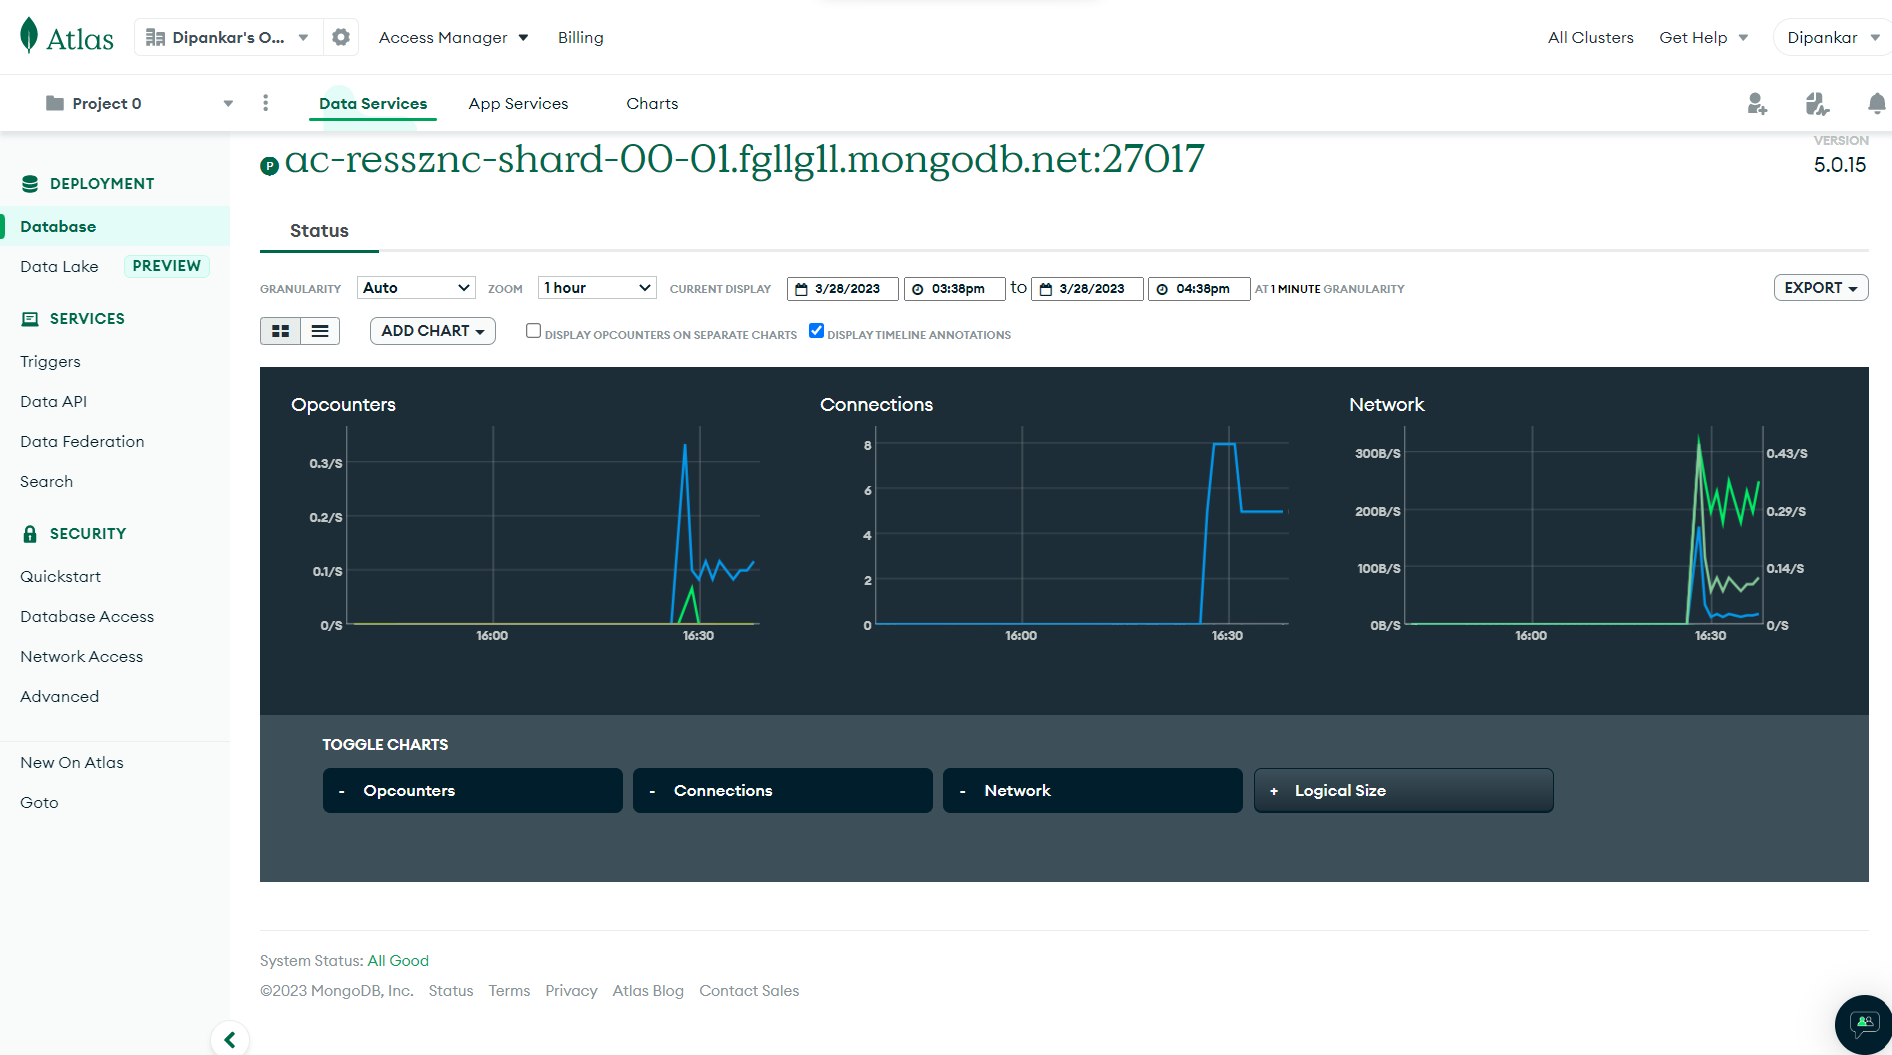 Atlas Dipankar's O... Access Manager Billing All Clusters Get Help Dipankar
Project 0 Data Services App Services Charts
DEPLOYMENT
Database
Data Lake PREVIEW
SERVICES
Triggers
Data API
Data Federation
Search
SECURITY
Quickstart
Database Access
Network Access
Advanced
New On Atlas
Goto
P ac-ressznc-shard-00-01.fgllg1l.mongodb.net:27017
VERSION
5.0.15
Status
GRANULARITY Auto ZOOM 1 hour CURRENT DISPLAY 3/28/2023 03:38pm to 3/28/2023 04:38pm AT 1 MINUTE GRANULARITY EXPORT
ADD CHART DISPLAY OPCOUNTERS ON SEPARATE CHARTS DISPLAY TIMELINE ANNOTATIONS
Opcounters
0.3/S
0.2/S
0.1/S
0/S
16:00 16:30
Connections
8
6
4
2
0
16:00 16:30
Network
300B/S 0.43/S
200B/S 0.29/S
100B/S 0.14/S
0B/S 0/S
16:00 16:30
TOGGLE CHARTS
- Opcounters - Connections - Network + Logical Size
System Status: All Good
©2023 MongoDB, Inc. Status Terms Privacy Atlas Blog Contact Sales